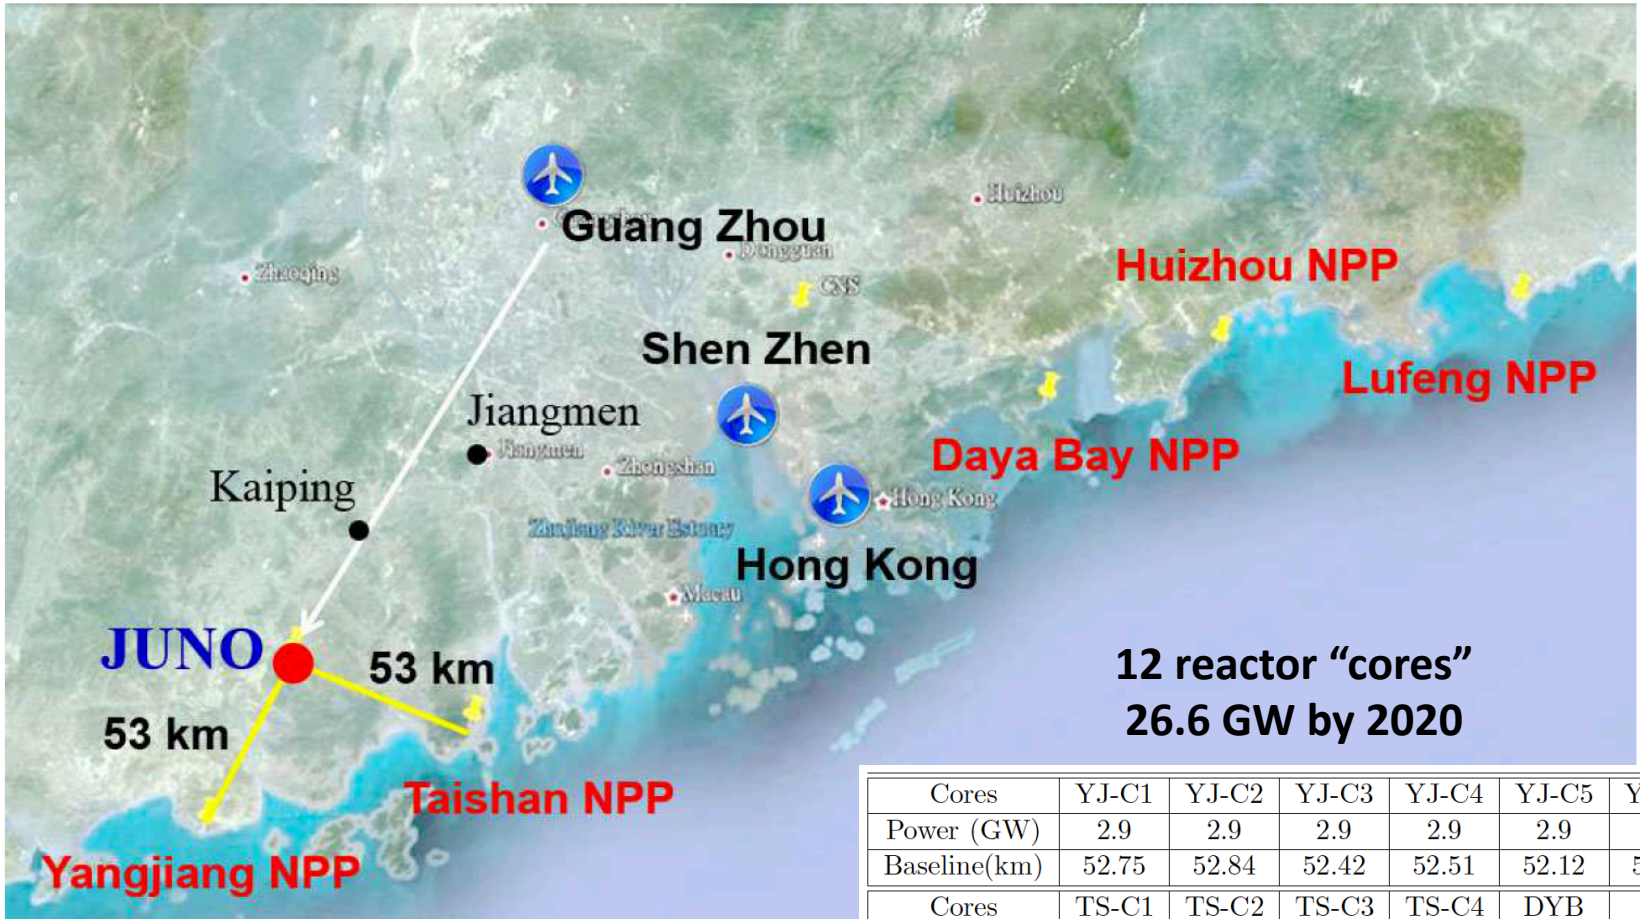 Guang Zhou
Huizhou
Dongguan
Zhaoqing
CNS
Huizhou NPP
Shen Zhen
Lufeng NPP
Jiangmen
Jiangmen
Zhongshan
Daya Bay NPP
Kaiping
Hong Kong
Zhujiang River Estuary
Hong Kong
Macau
JUNO
53 km
53 km
12 reactor “cores”
26.6 GW by 2020
Taishan NPP
Yangjiang NPP
Cores YJ-C1 YJ-C2 YJ-C3 YJ-C4 YJ-C5
Power (GW) 2.9 2.9 2.9 2.9 2.9
Baseline(km) 52.75 52.84 52.42 52.51 52.12
Cores TS-C1 TS-C2 TS-C3 TS-C4 DYB